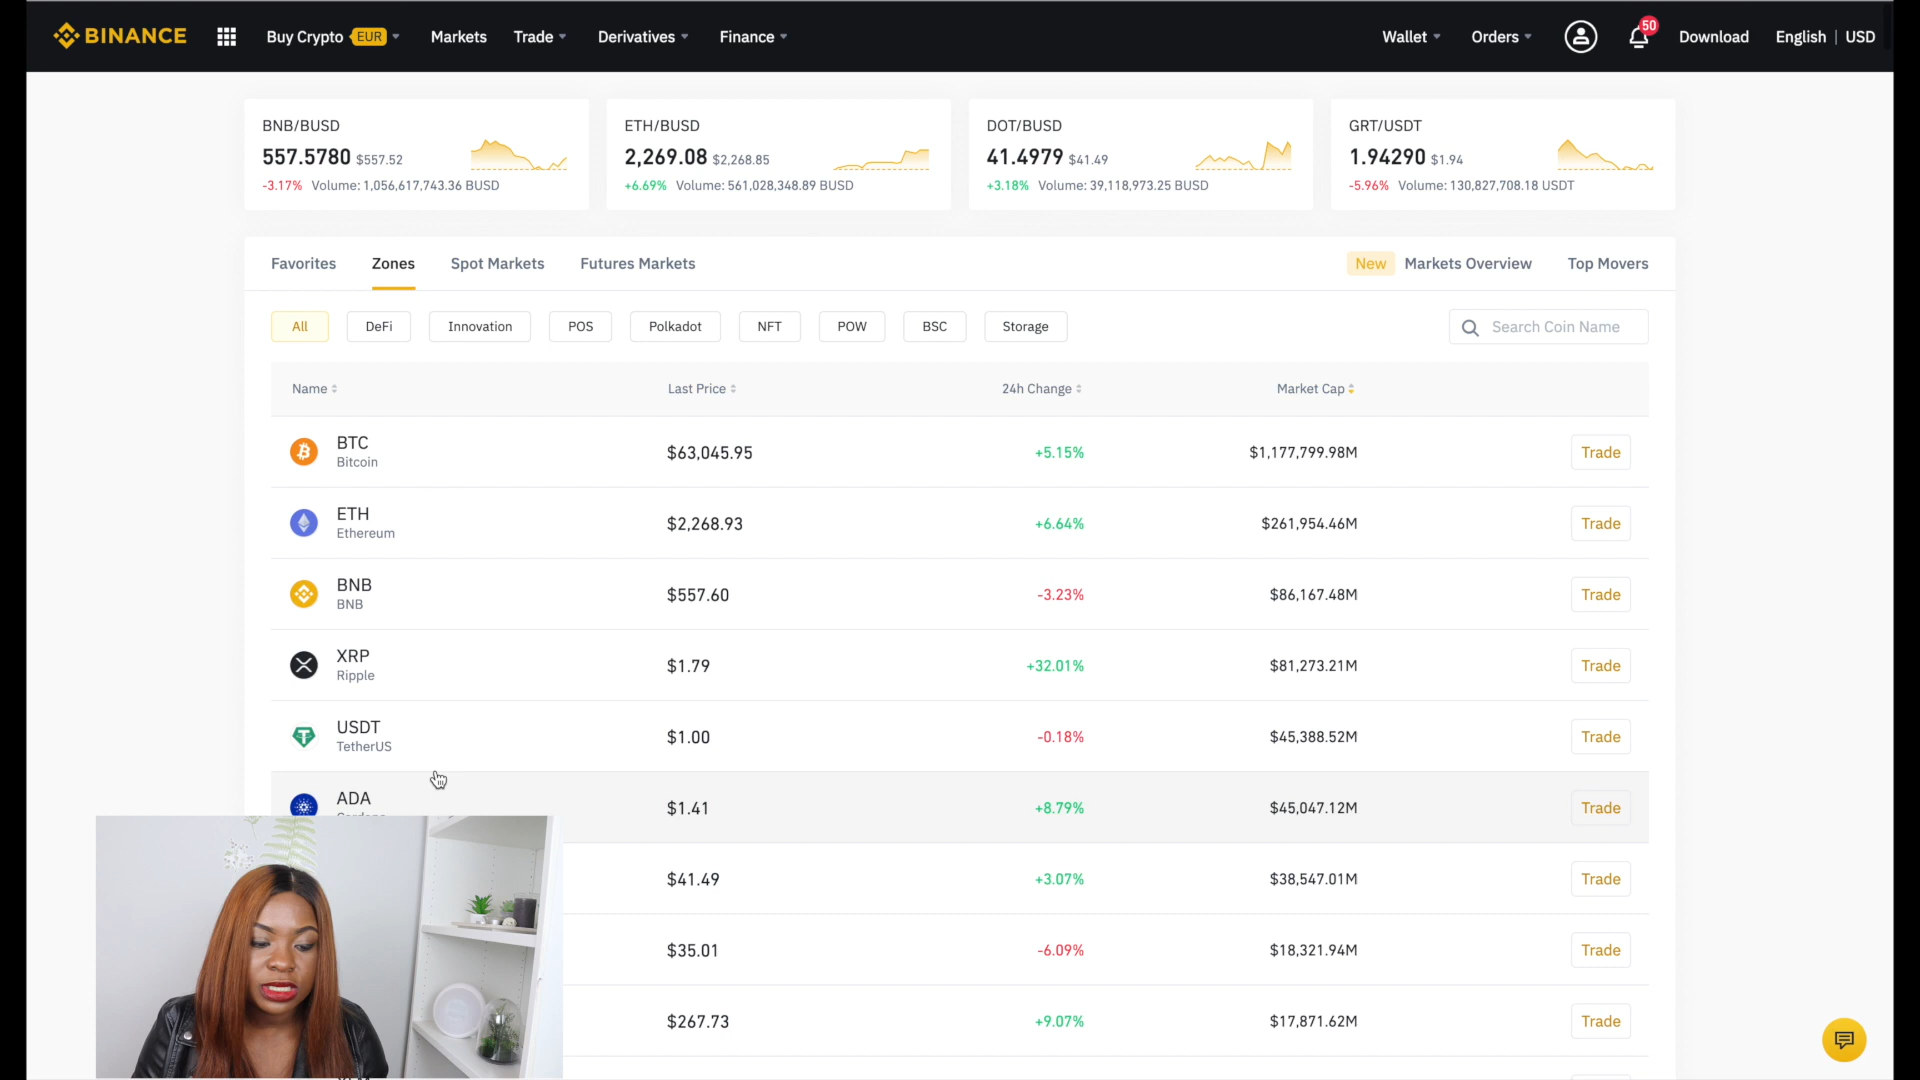 BINANCE Buy Crypto EUR Markets Trade Derivatives Finance Wallet Orders 50 Download English | USD
BNB/BUSD
557.5780 $557.52
-3.17% Volume: 1,056,617,743.36 BUSD
ETH/BUSD
2,269.08 $2,268.85
+6.69% Volume: 561,028,348.89 BUSD
DOT/BUSD
41.4979 $41.49
+3.18% Volume: 39,118,973.25 BUSD
GRT/USDT
1.94290 $1.94
-5.96% Volume: 130,827,708.18 USDT
Favorites Zones Spot Markets Futures Markets New Markets Overview Top Movers
All DeFi Innovation POS Polkadot NFT POW BSC Storage Search Coin Name
Name Last Price 24h Change Market Cap
BTC
Bitcoin
$63,045.95 +5.15% $1,177,799.98M Trade
ETH
Ethereum
$2,268.93 +6.64% $261,954.46M Trade
BNB
BNB
$557.60 -3.23% $86,167.48M Trade
XRP
Ripple
$1.79 +32.01% $81,273.21M Trade
USDT
TetherUS
$1.00 -0.18% $45,388.52M Trade
ADA
$1.41 +8.79% $45,047.12M Trade
$41.49 +3.07% $38,547.01M Trade
$35.01 -6.09% $18,321.94M Trade
$267.73 +9.07% $17,871.62M Trade